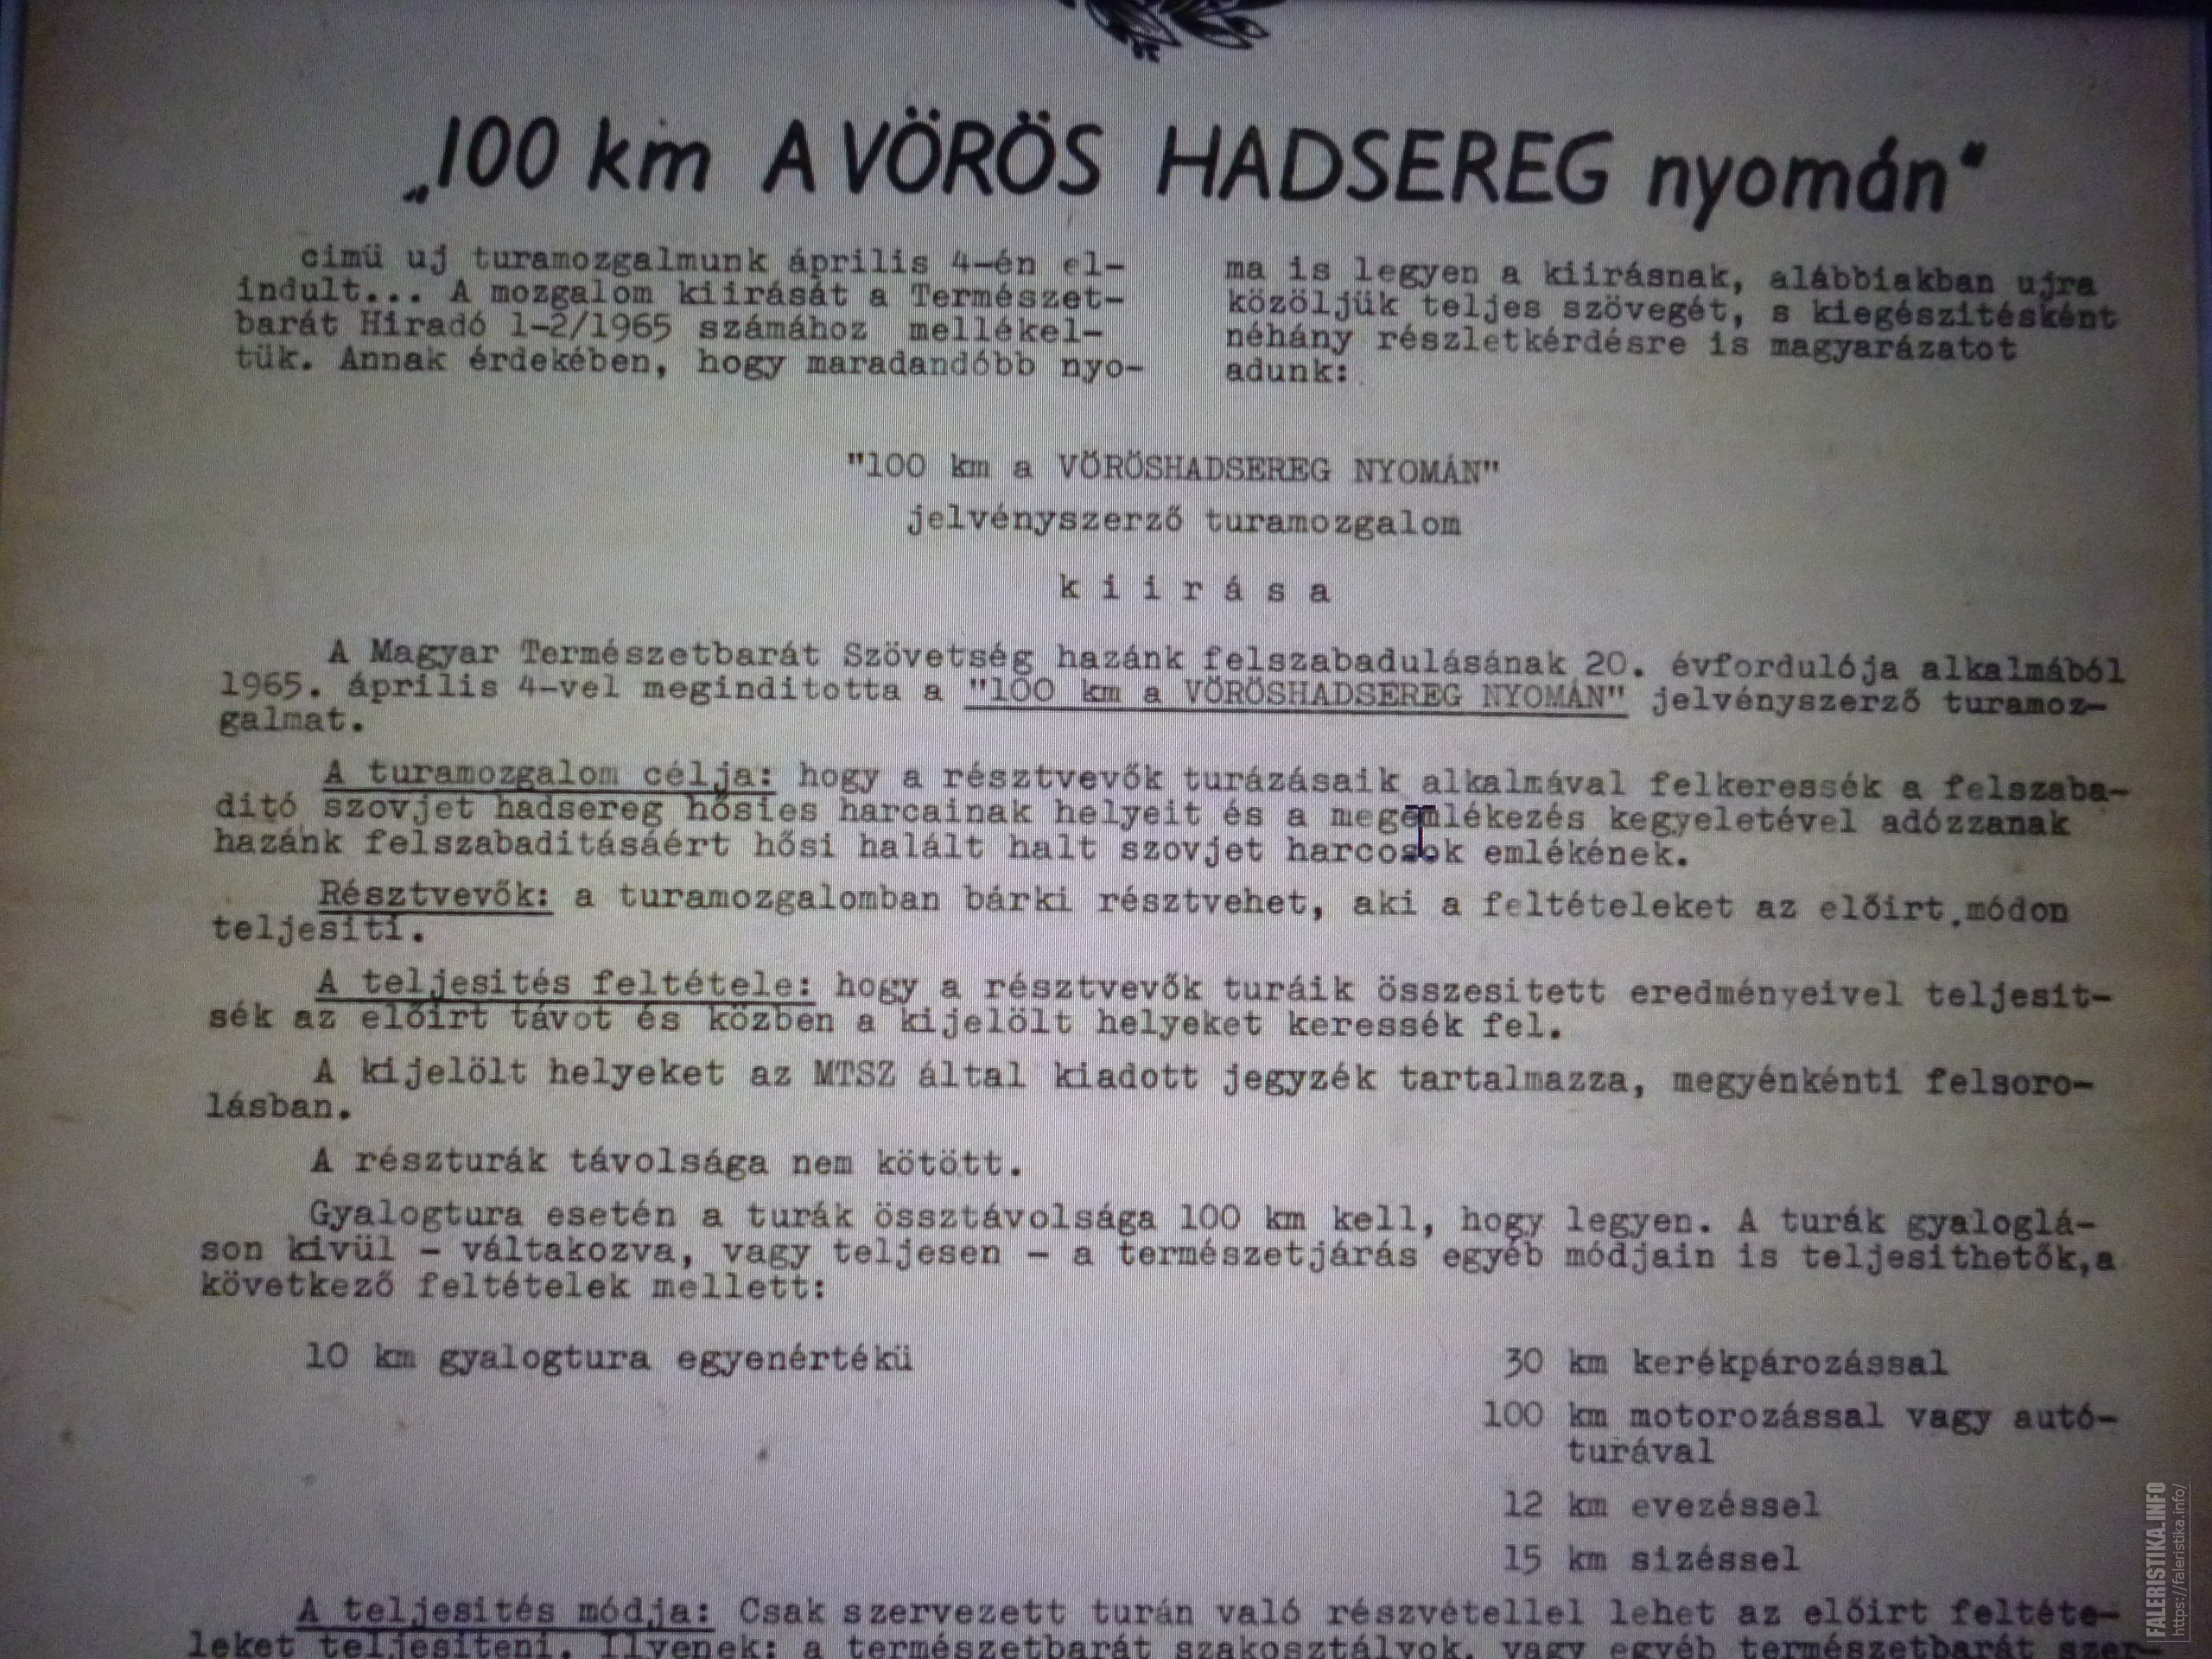 „100 km A VÖRÖS HADSEREG nyomán"
cimü uj turamozgalmunk április 4-én el-
indult... A mozgalom kiirását a Természet-
barát Hiradó 1-2/1965 számához mellékel-
tük. Annak érdekében, hogy maradandóbb nyo-
ma is legyen a kiirásnak, alábbiakban ujra
közöljük teljes szövegét, s kiegészitésként
néhány részletkérdésre is magyarázatot
adunk:
"100 km a VÖRÖSHADSEREG NYOMÁN"
jelvényszerző turamozgalom
k i i r á s a
A Magyar Természetbarát Szövetség hazánk felszabadulásának 20. évfordulója alkalmából
1965. április 4-vel meginditotta a "100 km a VÖRÖSHADSEREG NYOMÁN" jelvényszerző turamoz-
galmat.
A turamozgalom célja: hogy a résztvevők turázásaik alkalmával felkeressék a felszaba-
ditó szovjet hadsereg hősies harcainak helyeit és a megemlékezés kegyeletével adózzanak
hazánk felszabaditásáért hősi halált halt szovjet harcosok emlékének.
Résztvevők: a turamozgalomban bárki résztvehet, aki a feltételeket az előirt módon
teljesiti.
A teljesités feltétele: hogy a résztvevők turáik összesitett eredményeivel teljesit-
sék az előirt távot és közben a kijelölt helyeket keressék fel.
A kijelölt helyeket az MTSZ által kiadott jegyzék tartalmazza, megyénkénti felsoro-
lásban.
A részturák távolsága nem kötött.
Gyalogtura esetén a turák össztávolsága 100 km kell, hogy legyen. A turák gyaloglá-
son kivül - váltakozva, vagy teljesen - a természetjárás egyéb módjain is teljesithetők,a
következő feltételek mellett:
10 km gyalogtura egyenértékü
30 km kerékpározással
100 km motorozással vagy autó-
turával
12 km evezéssel
15 km sizéssel
A teljesités módja: Csak szervezett turán való részvétellel lehet az előirt feltéte-
leket teljesiteni. Ilyenek: a természetbarát szakosztályok, vagy egyéb természetbarát szer-
FALERISTIKA.INFO
https://faleristika.info/